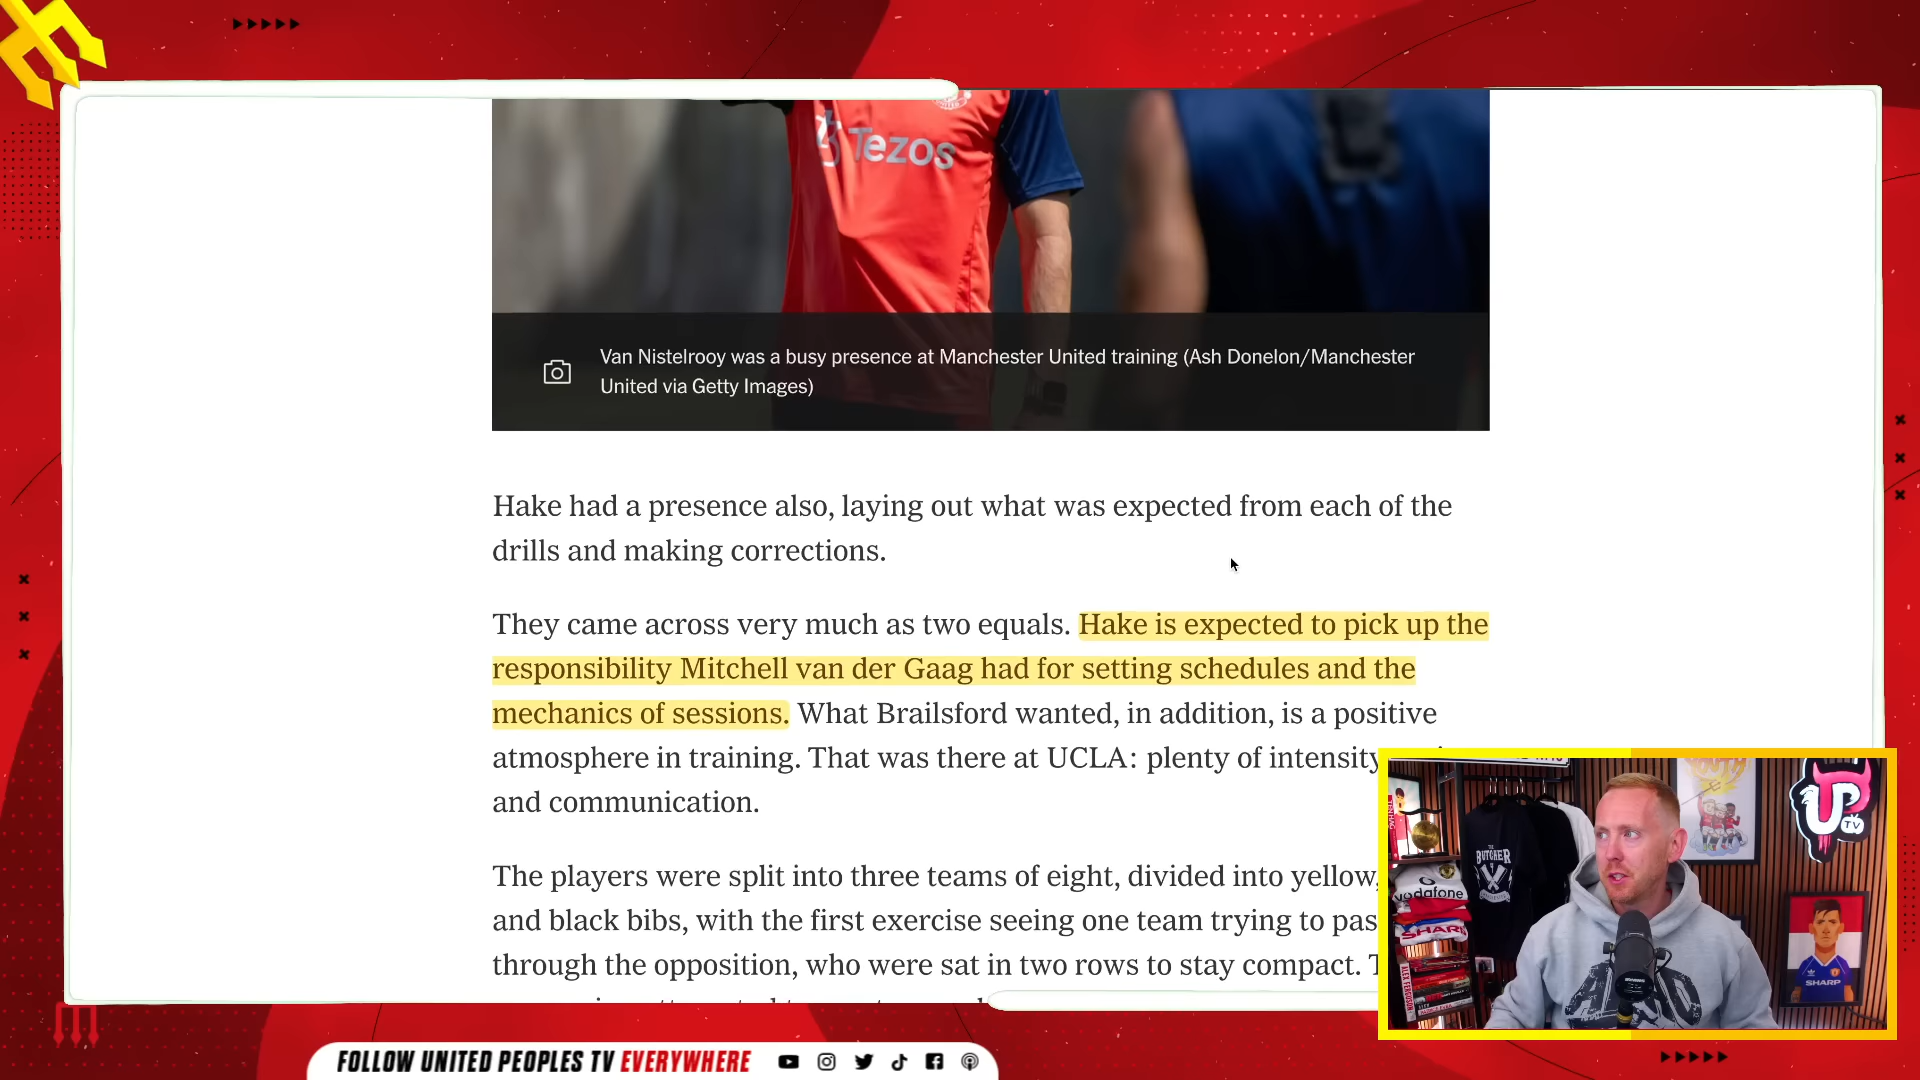 Tezos
Van Nistelrooy was a busy presence at Manchester United training (Ash Donelon/Manchester
United via Getty Images)
Hake had a presence also, laying out what was expected from each of the
drills and making corrections.
They came across very much as two equals. Hake is expected to pick up the
responsibility Mitchell van der Gaag had for setting schedules and the
mechanics of sessions. What Brailsford wanted, in addition, is a positive
atmosphere in training. That was there at UCLA: plenty of intensity
and communication.
The players were split into three teams of eight, divided into yellow,
and black bibs, with the first exercise seeing one team trying to pas
through the opposition, who were sat in two rows to stay compact. T
THE
BUTCHER
vodafone
SHARP
UP
TV
SHARP
FOLLOW UNITED PEOPLES TV EVERYWHERE